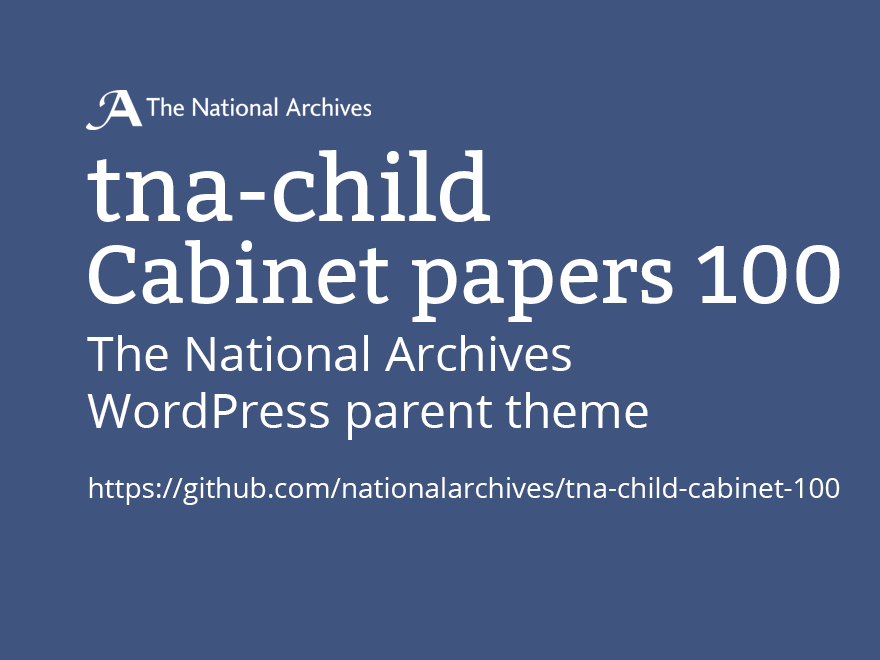 The National Archives
tna-child
Cabinet papers 100
The National Archives
WordPress parent theme
https://github.com/nationalarchives/tna-child-cabinet-100